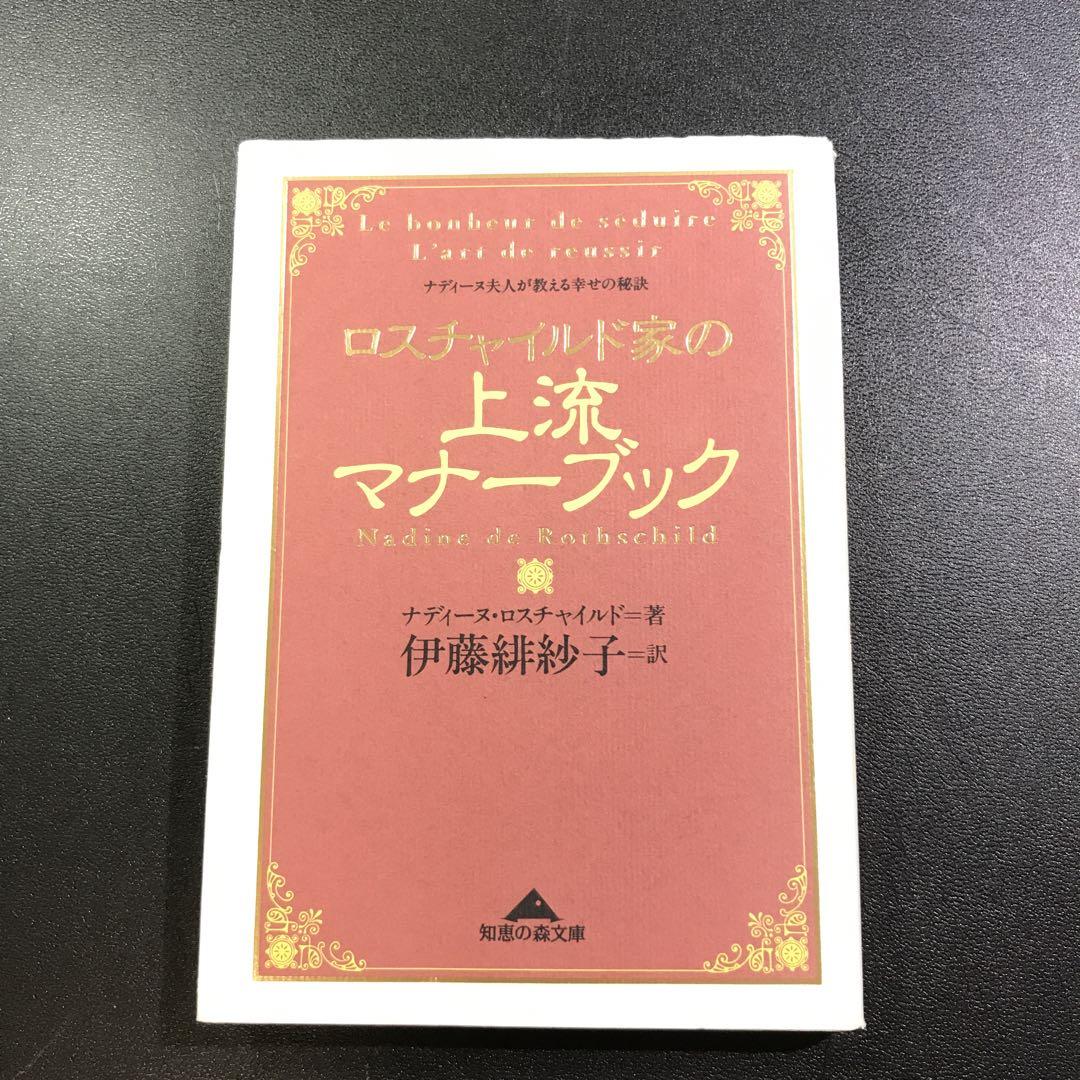 Le bonheur de seduire
L'art de reussir
ナディーヌ夫人が教える幸せの秘訣
ロスチャイルド家の
上流
マナーブック
Nadine de Rothschild
ナディーヌ・ロスチャイルド=著
伊藤緋紗子=訳
知恵の森文庫